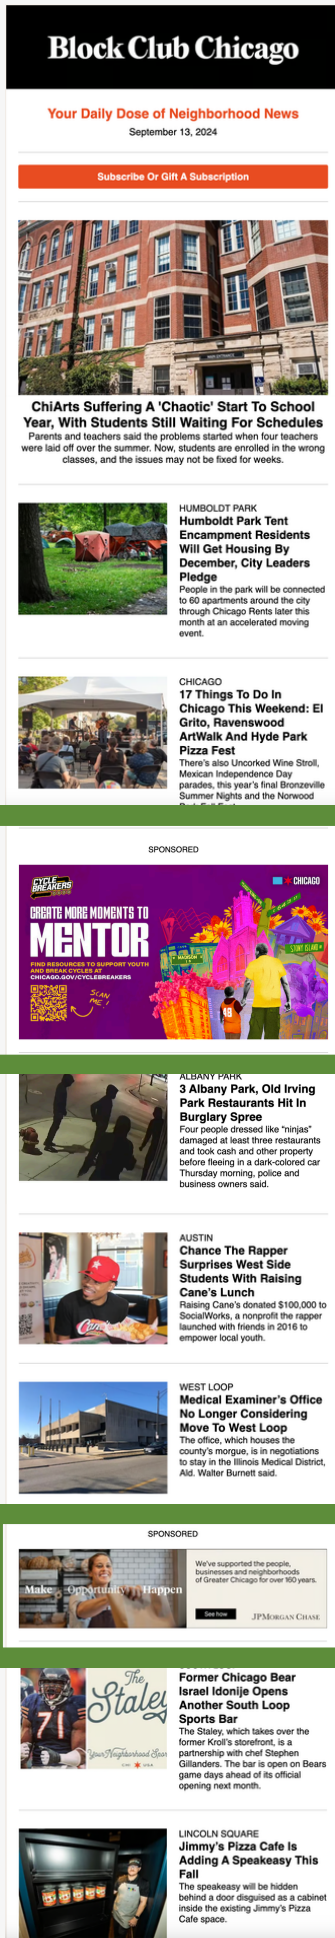 Block Club Chicago
Your Daily Dose of Neighborhood News
September 13, 2024
Subscribe Or Gift A Subscription
MAIN ENTRANCE
ChiArts Suffering A 'Chaotic' Start To School
Year, With Students Still Waiting For Schedules
Parents and teachers said the problems started when four teachers
were laid off over the summer. Now, students are enrolled in the wrong
classes, and the issues may not be fixed for weeks.
HUMBOLDT PARK
Humboldt Park Tent
Encampment Residents
Will Get Housing By
December, City Leaders
Pledge
People in the park will be connected
to 60 apartments around the city
through Chicago Rents later this
month at an accelerated moving
event.
CHICAGO
17 Things To Do In
Chicago This Weekend: El
Grito, Ravenswood
ArtWalk And Hyde Park
Pizza Fest
There's also Uncorked Wine Stroll,
Mexican Independence Day
parades, this year's final Bronzeville
Summer Nights and the Norwood
Park Fall Fest.
SPONSORED
CYCLE
BREAKERS
CHICAGO
CREATE MORE MOMENTS TO
MENTOR
FIND RESOURCES TO SUPPORT YOUTH
AND BREAK CYCLES AT
CHICAGO.GOV/CYCLEBREAKERS
SCAN
ME!
MADISON
STONY ISLAND
48
ALBANY PARK
3 Albany Park, Old Irving
Park Restaurants Hit In
Burglary Spree
Four people dressed like "ninjas"
damaged at least three restaurants
and took cash and other property
before fleeing in a dark-colored car
Thursday morning, police and
business owners said.
AUSTIN
Chance The Rapper
Surprises West Side
Students With Raising
Cane's Lunch
Raising Cane's donated $100,000 to
SocialWorks, a nonprofit the rapper
launched with friends in 2016 to
empower local youth.
WEST LOOP
Medical Examiner's Office
No Longer Considering
Move To West Loop
The office, which houses the
county's morgue, is in negotiations
to stay in the Illinois Medical District,
Ald. Walter Burnett said.
SPONSORED
Make Opportunity Happen
We've supported the people,
businesses and neighborhoods
of Greater Chicago for over 160 years.
See how
JPMORGAN CHASE
71
The
Staley
Your Neighborhood Spor
CHI USA
Former Chicago Bear
Israel Idonije Opens
Another South Loop
Sports Bar
The Staley, which takes over the
former Kroll's storefront, is a
partnership with chef Stephen
Gillanders. The bar is open on Bears
game days ahead of its official
opening next month.
LINCOLN SQUARE
Jimmy's Pizza Cafe Is
Adding A Speakeasy This
Fall
The speakeasy will be hidden
behind a door disguised as a cabinet
inside the existing Jimmy's Pizza
Cafe space.